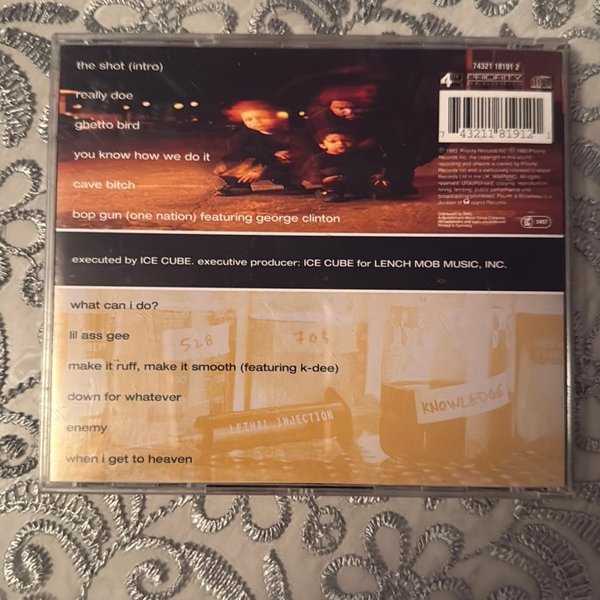 the shot (intro)
really doe
ghetto bird
you know how we do it
cave bitch
bop gun (one nation) featuring george clinton
74321 18191 2
4
PRIORITY
7 43211 81912 1
executed by ICE CUBE. executive producer: ICE CUBE for LENCH MOB MUSIC, INC.
what can i do?
lil ass gee
make it ruff, make it smooth (featuring k-dee)
down for whatever
enemy
when i get to heaven
528
705
LETHAL INJECTION
KNOWLEDGE